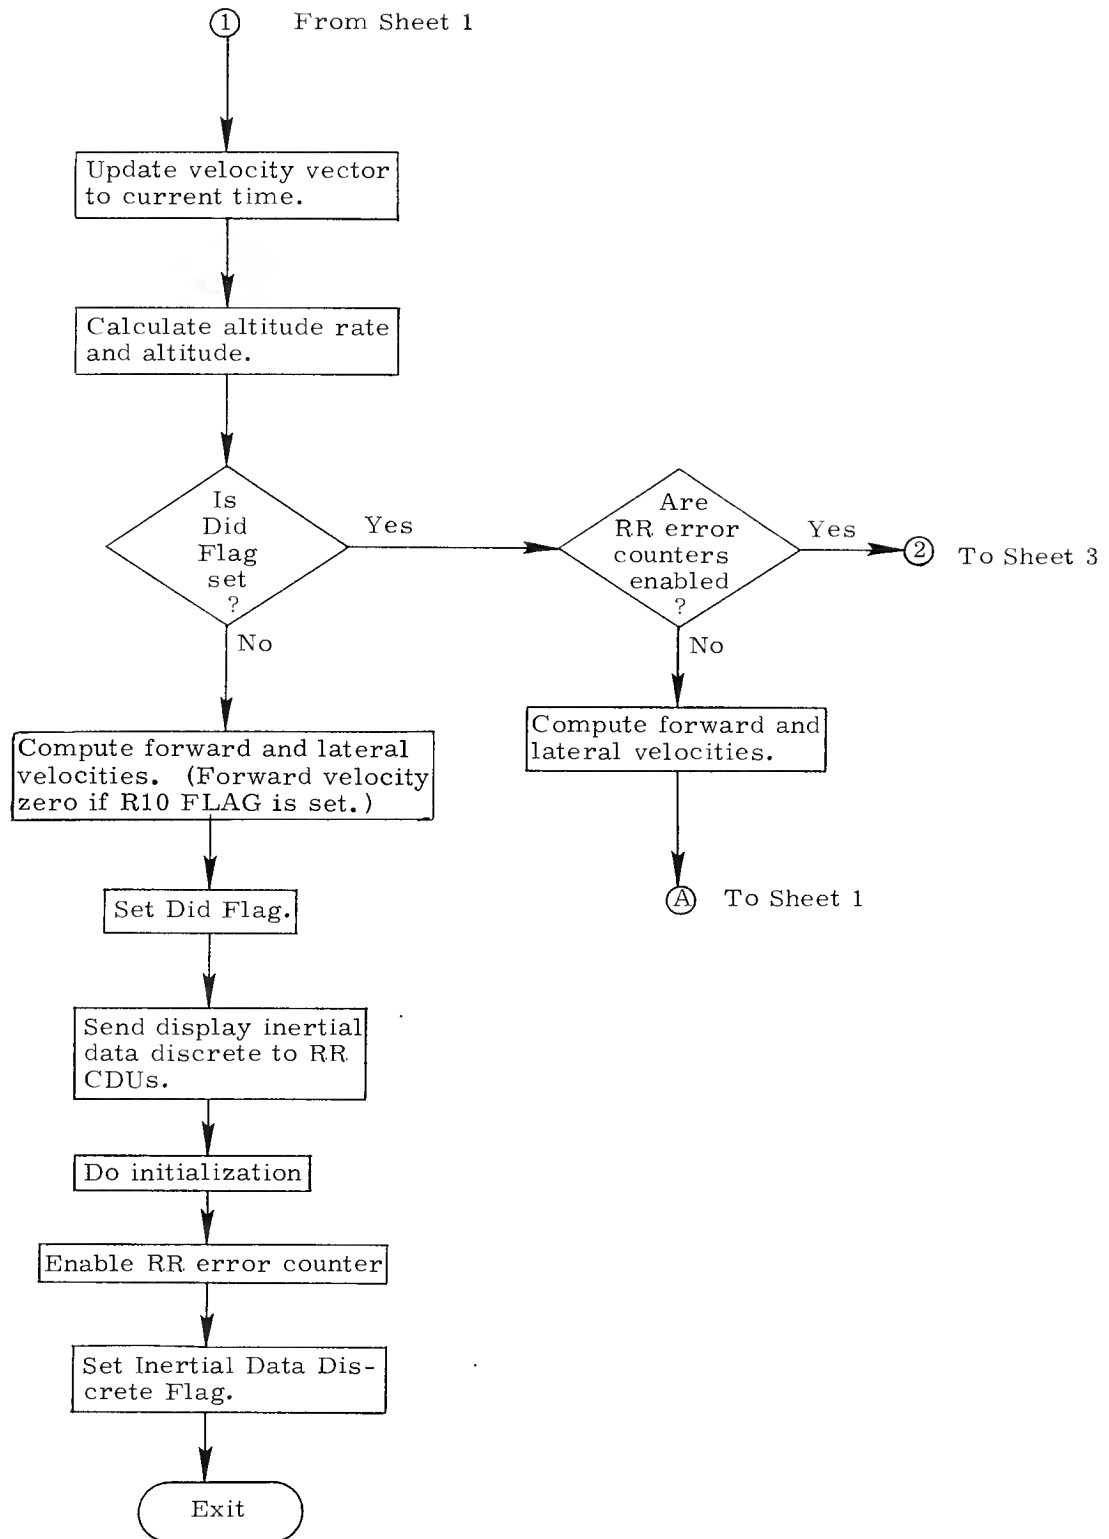 1 From Sheet 1
Update velocity vector
to current time.
Calculate altitude rate
and altitude.
Is
Did
Flag
set
?
Yes
No
Are
RR error
counters
enabled
?
Yes
2 To Sheet 3
No
Compute forward and
lateral velocities.
A To Sheet 1
Compute forward and lateral
velocities. (Forward velocity
zero if R10 FLAG is set.)
Set Did Flag.
Send display inertial
data discrete to RR
CDUs.
Do initialization
Enable RR error counter
Set Inertial Data Dis-
crete Flag.
Exit